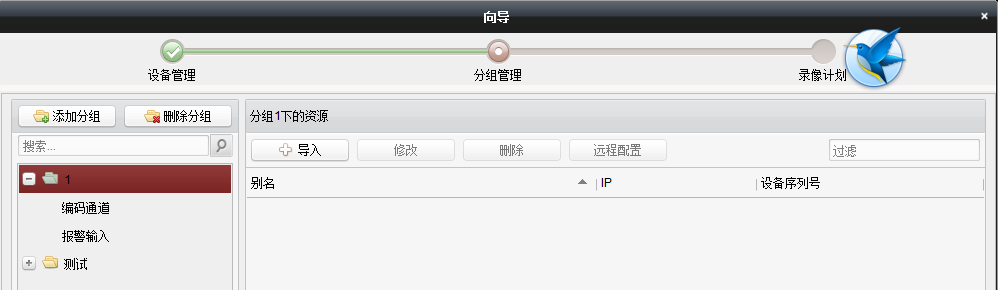 向导
设备管理 分组管理 录像计划
添加分组 删除分组
搜索...
1
编码通道
报警输入
测试
分组1下的资源
导入 修改 删除 远程配置 过滤
别名 IP 设备序列号